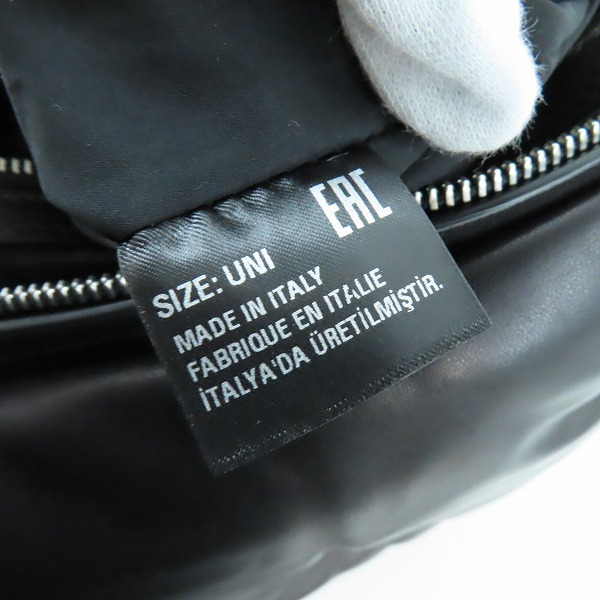 EAC
SIZE: UNI
MADE IN ITALY
FABRIQUE EN ITALIE
İTALYA'DA ÜRETİLMİŞTİR.